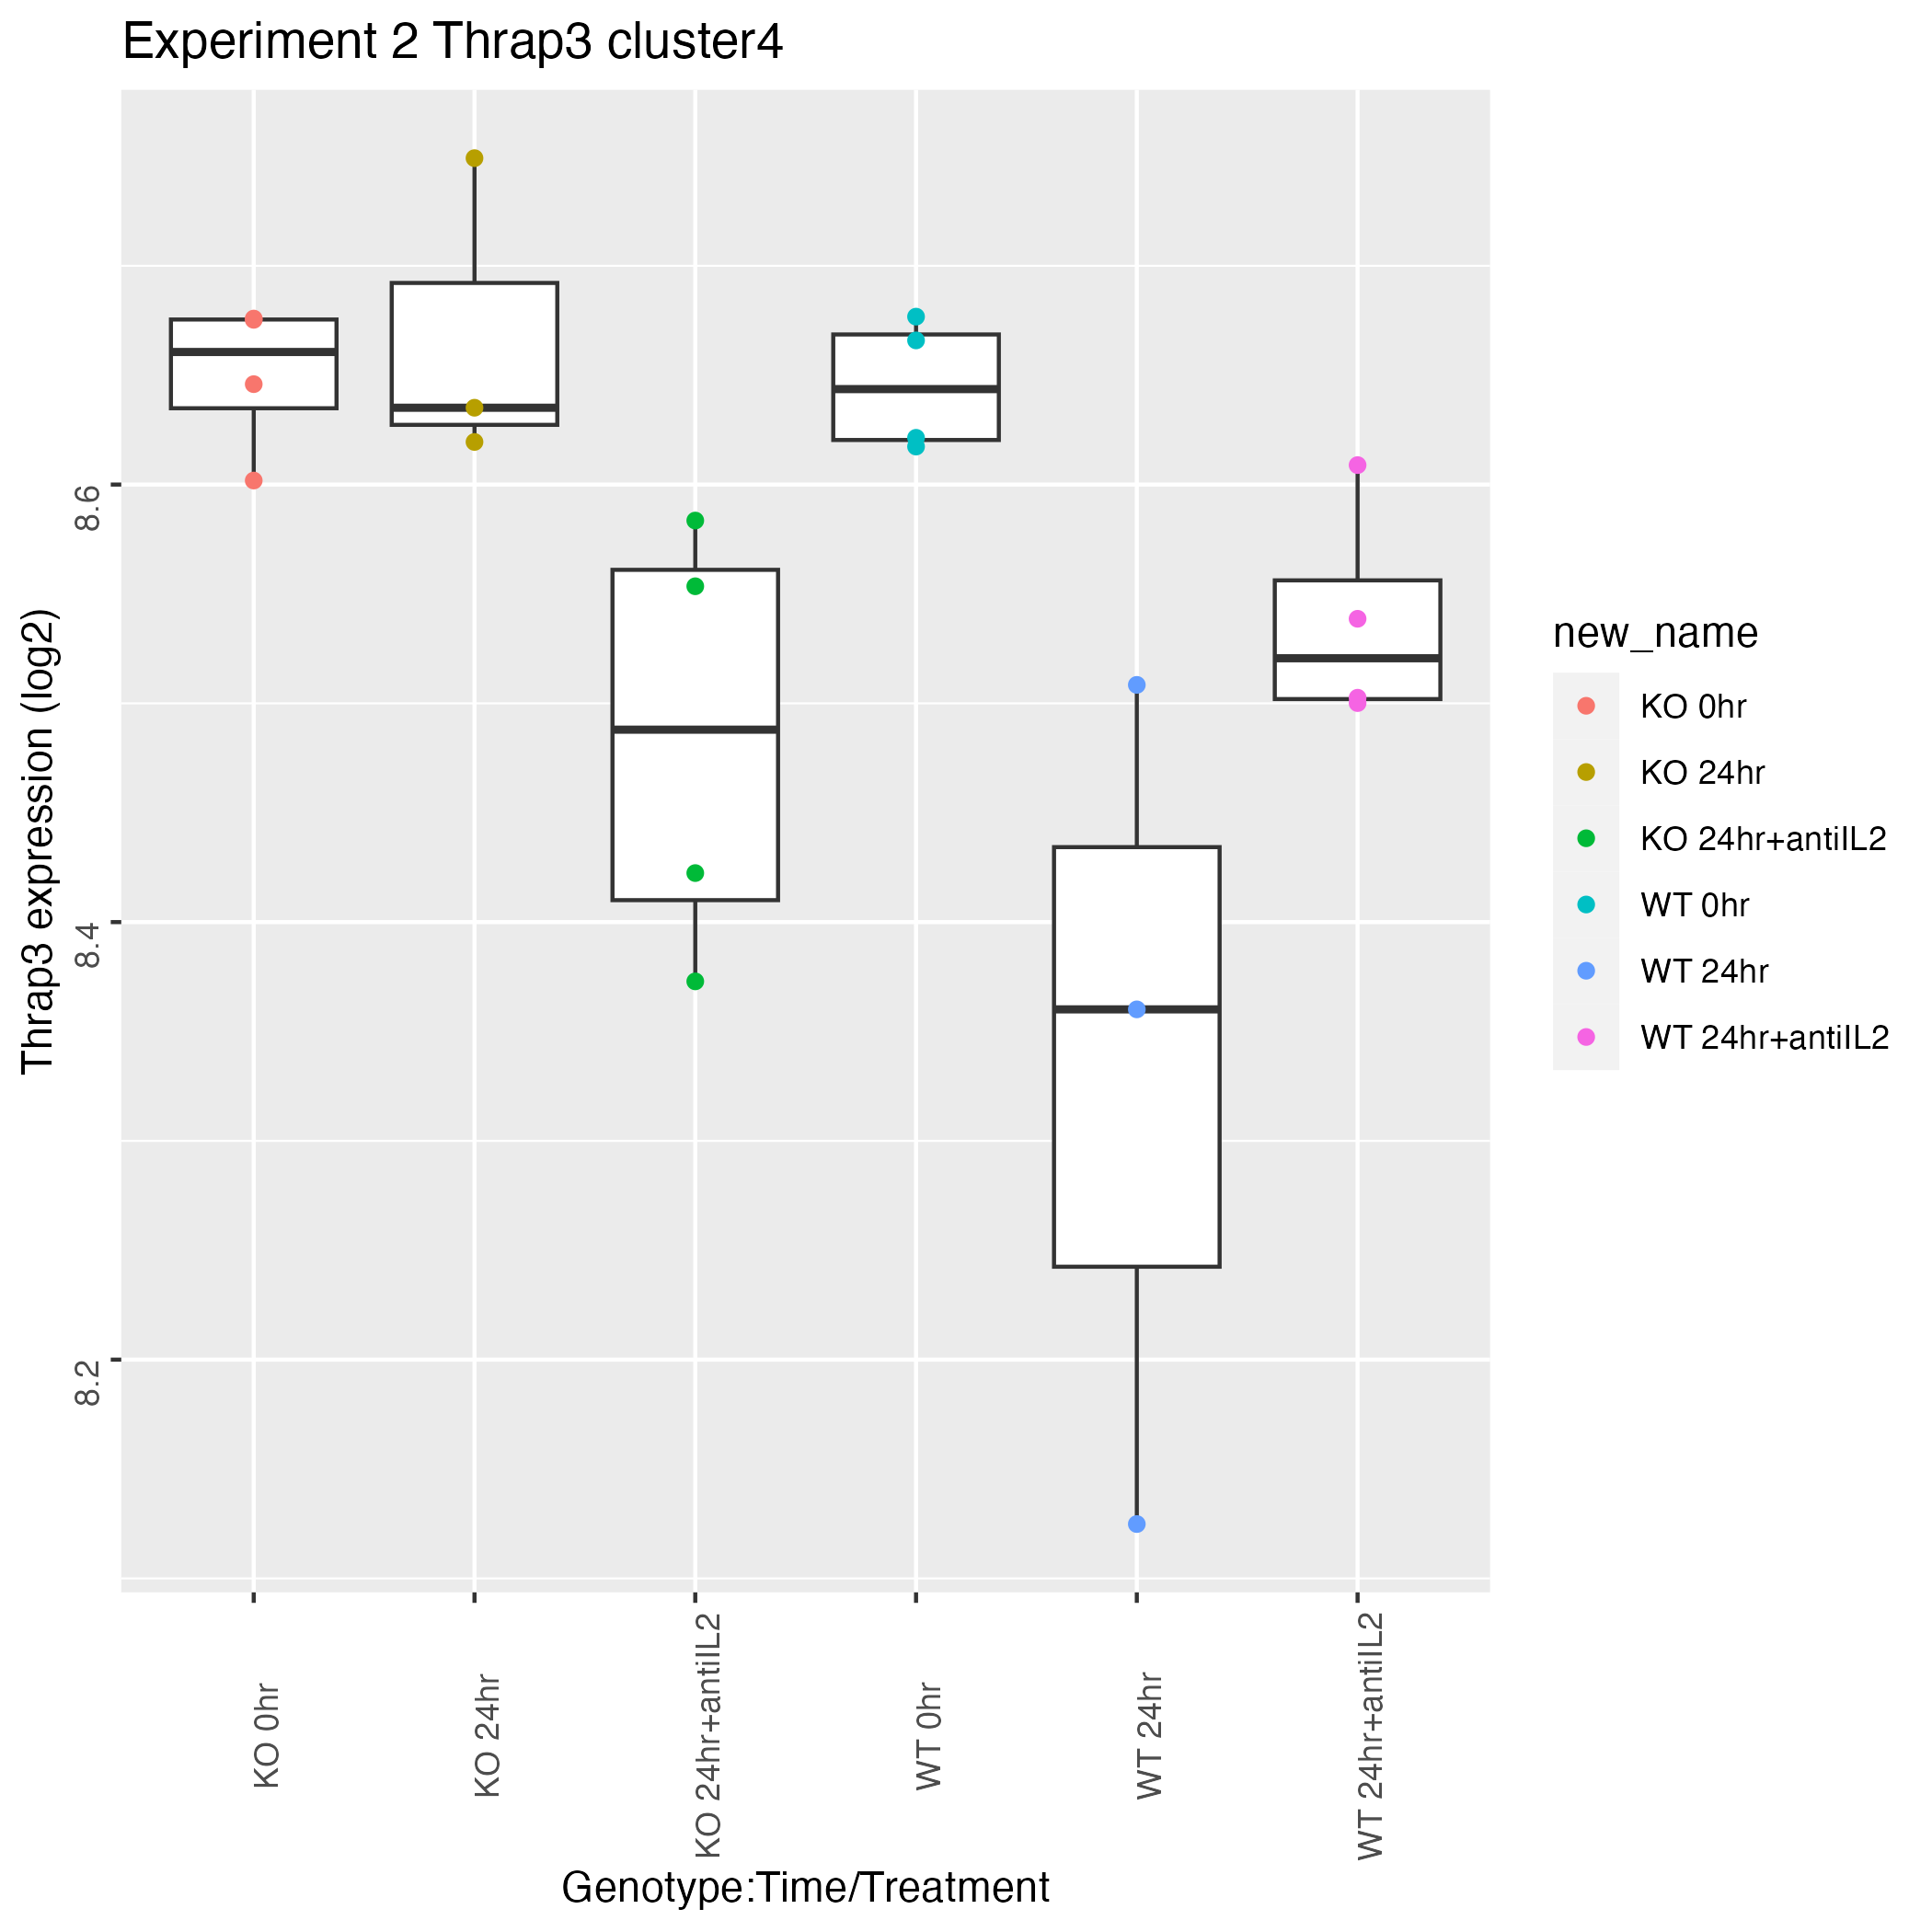 Experiment 2 Thrap3 cluster4
Thrap3 expression (log2)
8.6
8.4
8.2
KO 0hr
KO 24hr
KO 24hr+antiIL2
WT 0hr
WT 24hr
WT 24hr+antiIL2
Genotype:Time/Treatment
new_name
KO 0hr
KO 24hr
KO 24hr+antiIL2
WT 0hr
WT 24hr
WT 24hr+antiIL2